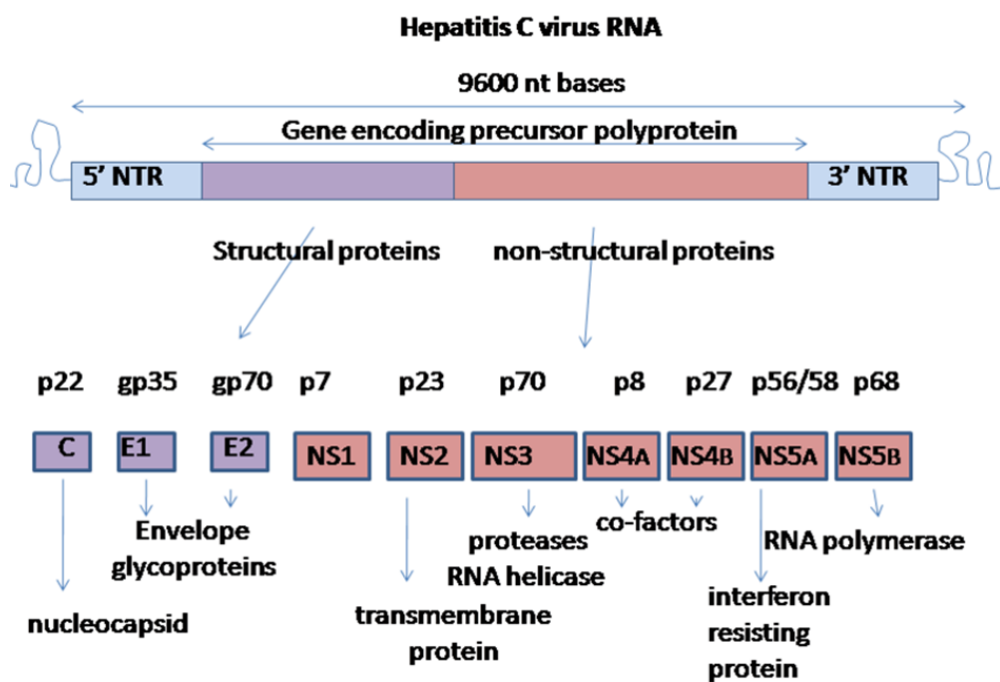 Hepatitis C virus RNA
9600 nt bases
Gene encoding precursor polyprotein
5’ NTR
3’ NTR
Structural proteins
non-structural proteins
p22
gp35
gp70
p7
p23
p70
p8
p27
p56/58
p68
C
E1
E2
NS1
NS2
NS3
NS4A
NS4B
NS5A
NS5B
Envelope
glycoproteins
nucleocapsid
transmembrane
protein
proteases
RNA helicase
co-factors
interferon
resisting
protein
RNA polymerase